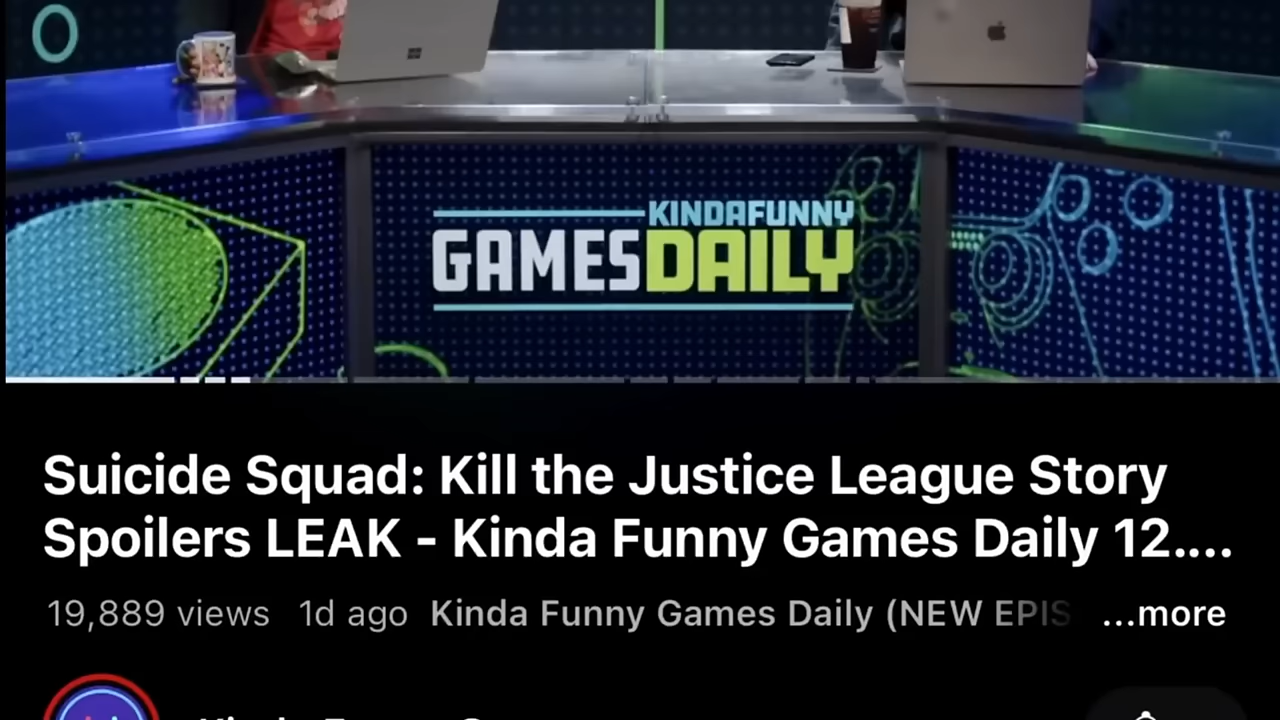 KINDAFUNNY
GAMESDAILY
Suicide Squad: Kill the Justice League Story
Spoilers LEAK - Kinda Funny Games Daily 12....
19,889 views 1d ago Kinda Funny Games Daily (NEW EPIS ...more